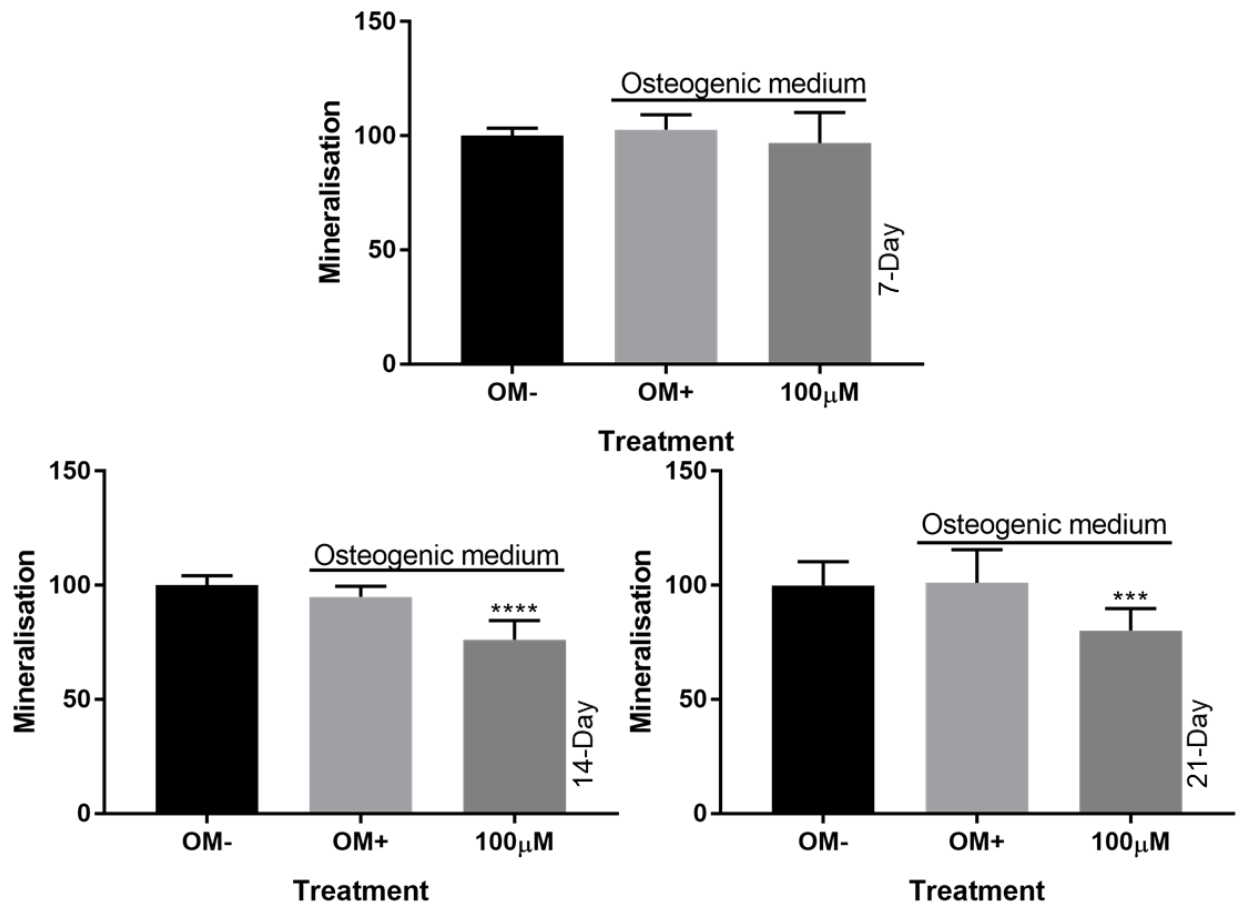 150
Osteogenic medium
100
50
0
Mineralisation
7-Day
OM- OM+ 100μM
Treatment
150
Osteogenic medium
100
****
50
0
Mineralisation
14-Day
OM- OM+ 100μM
Treatment
150
Osteogenic medium
100
***
50
0
Mineralisation
21-Day
OM- OM+ 100μM
Treatment